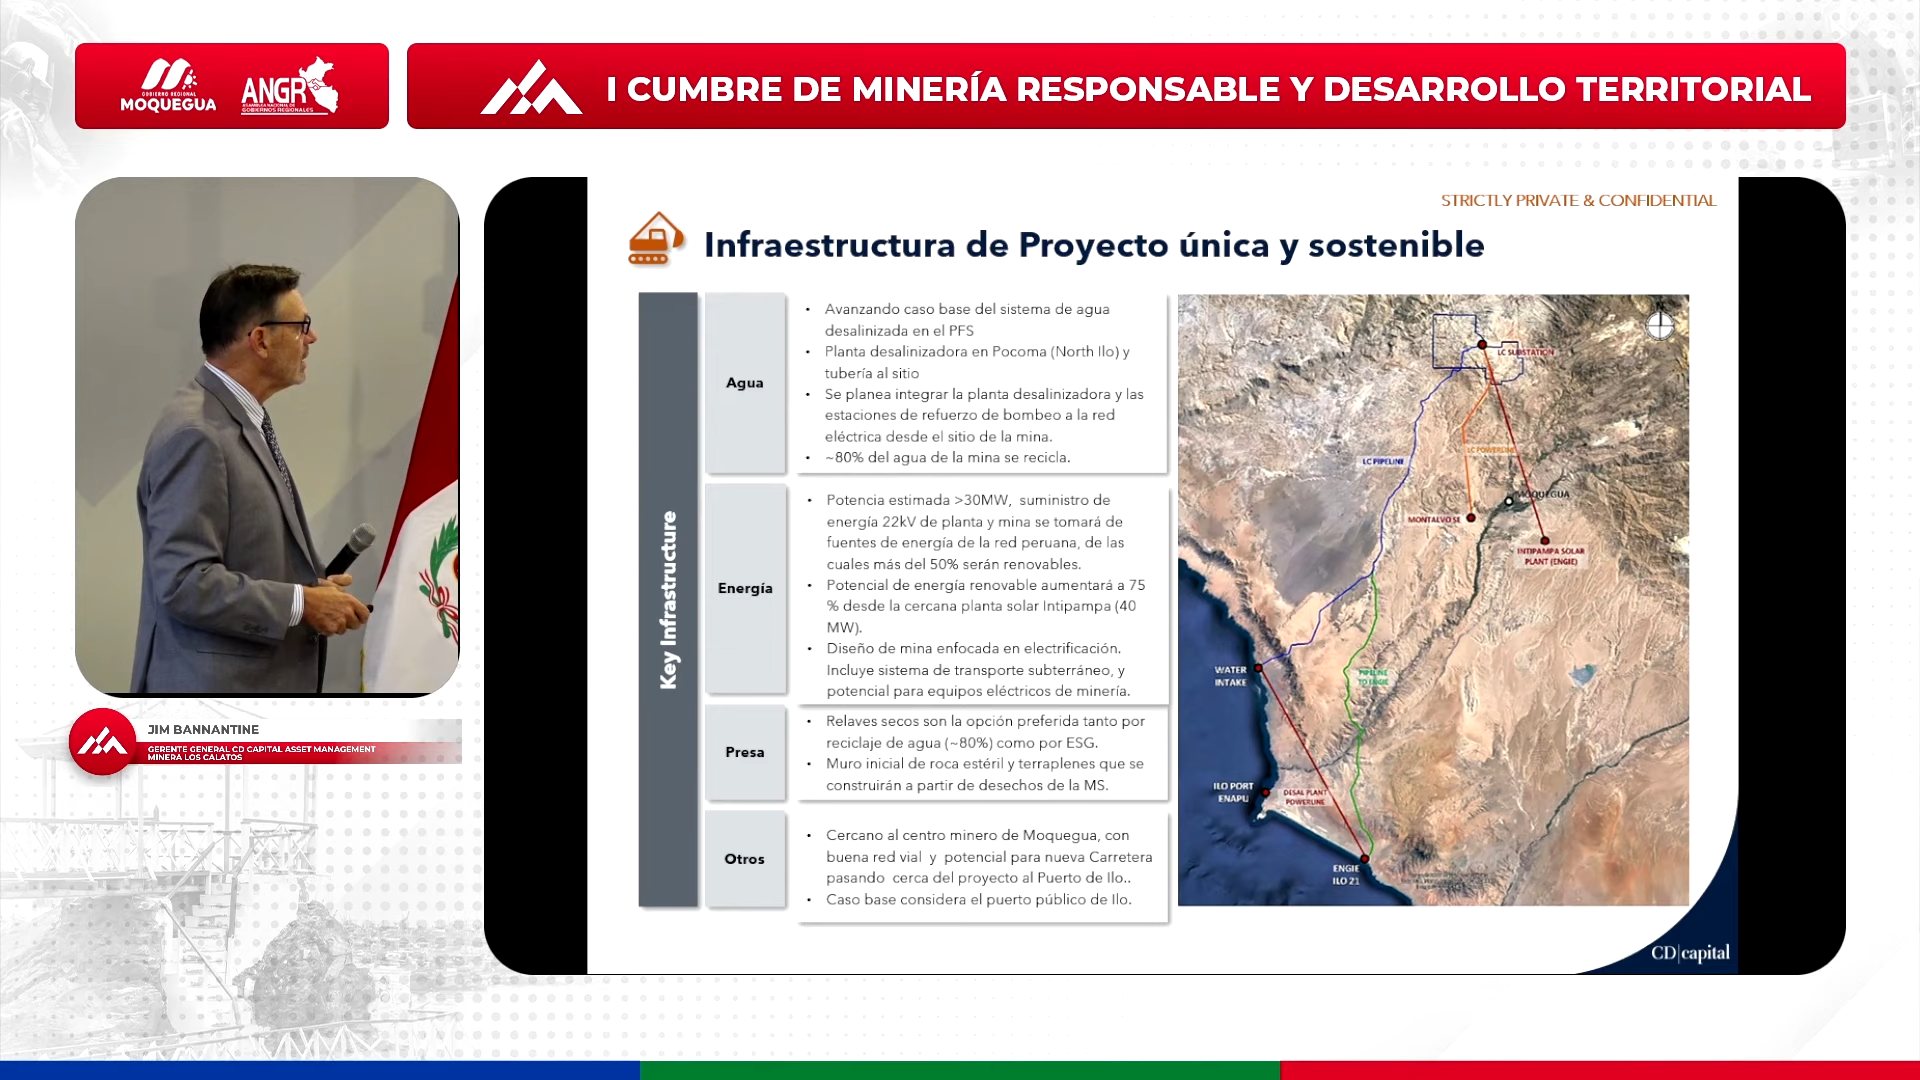 GOBIERNO REGIONAL
MOQUEGUA
ANGR
ASAMBLEA NACIONAL DE
GOBIERNOS REGIONALES
I CUMBRE DE MINERÍA RESPONSABLE Y DESARROLLO TERRITORIAL
JIM BANNANTINE
GERENTE GENERAL CD CAPITAL ASSET MANAGEMENT
MINERA LOS CALATOS
STRICTLY PRIVATE & CONFIDENTIAL
Infraestructura de Proyecto única y sostenible
Key Infrastructure
Agua
• Avanzando caso base del sistema de agua
desalinizada en el PFS
• Planta desalinizadora en Pocoma (North Ilo) y
tubería al sitio
• Se planea integrar la planta desalinizadora y las
estaciones de refuerzo de bombeo a la red
eléctrica desde el sitio de la mina.
• ~80% del agua de la mina se recicla.
Energía
• Potencia estimada >30MW, suministro de
energía 22kV de planta y mina se tomará de
fuentes de energía de la red peruana, de las
cuales más del 50% serán renovables.
• Potencial de energía renovable aumentará a 75
% desde la cercana planta solar Intipampa (40
MW).
• Diseño de mina enfocada en electrificación.
Incluye sistema de transporte subterráneo, y
potencial para equipos eléctricos de minería.
Presa
• Relaves secos son la opción preferida tanto por
reciclaje de agua (~80%) como por ESG.
• Muro inicial de roca estéril y terraplenes que se
construirán a partir de desechos de la MS.
Otros
• Cercano al centro minero de Moquegua, con
buena red vial y potencial para nueva Carretera
pasando cerca del proyecto al Puerto de Ilo..
• Caso base considera el puerto público de Ilo.
N
LC SUBSTATION
LC PIPELINE
LC POWERLINE
MOQUEGUA
MONTALVO SE
INTIPAMPA SOLAR
PLANT (ENGIE)
WATER
INTAKE
PIPELINE
TO ENGIE
ILO PORT
ENAPU
DESAL PLANT
POWERLINE
ENGIE
ILO 21
CD|capital